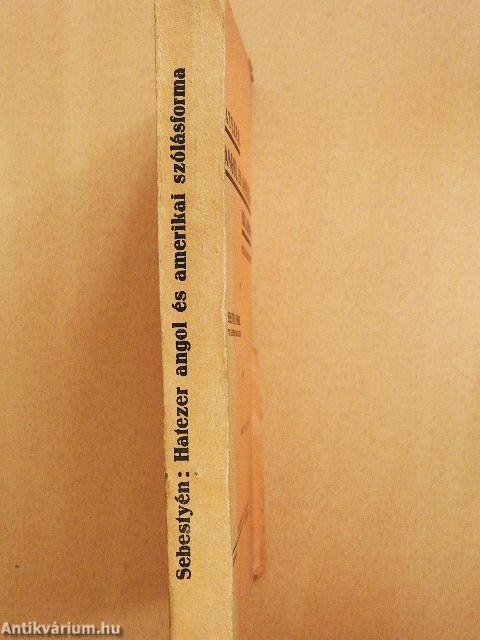 Sebestyén: Hatezer angol és amerikai szólásforma
Antikvárium.hu